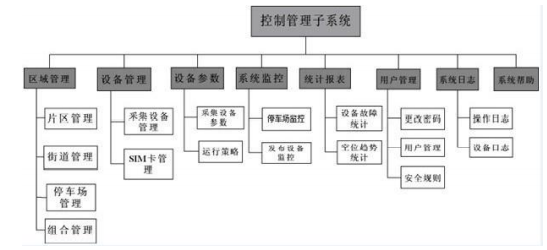 控制管理子系统
区域管理
设备管理
设备参数
系统监控
统计报表
用户管理
系统日志
系统帮助
片区管理
街道管理
停车场
管理
组合管理
采集设备
管理
SIM卡管
理
采集设备
参数
运行策略
停车场监控
发布设备
监控
设备故障
统计
空位趋势
统计
更改密码
用户管理
安全规则
操作日志
设备日志